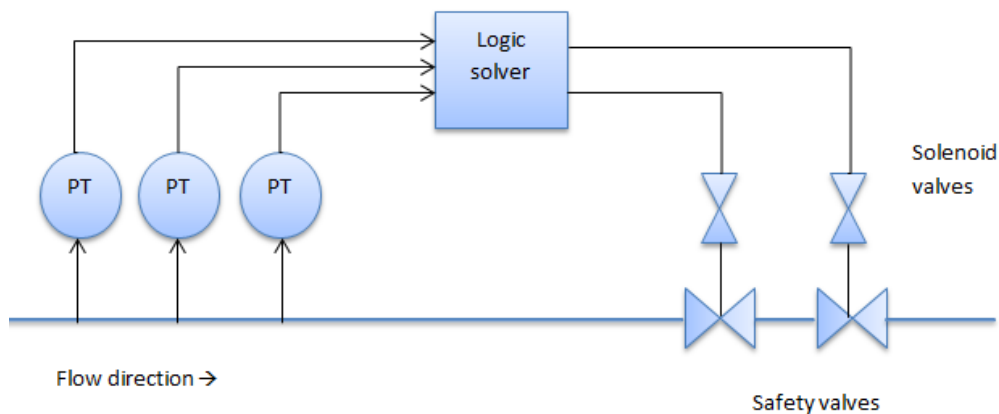 Logic
solver
PT
PT
PT
Solenoid
valves
Flow direction →
Safety valves